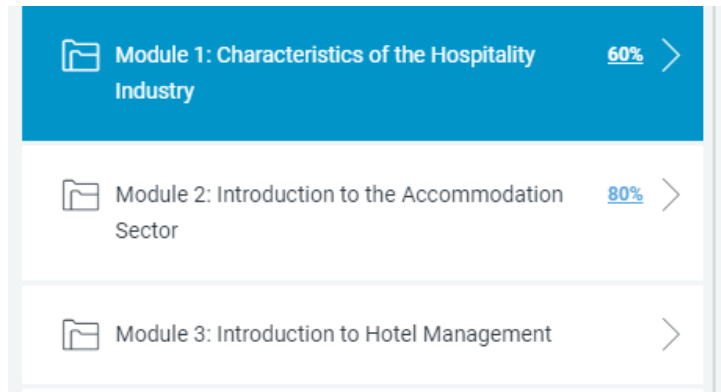 Module 1: Characteristics of the Hospitality 60%
Industry
Module 2: Introduction to the Accommodation 80%
Sector
Module 3: Introduction to Hotel Management